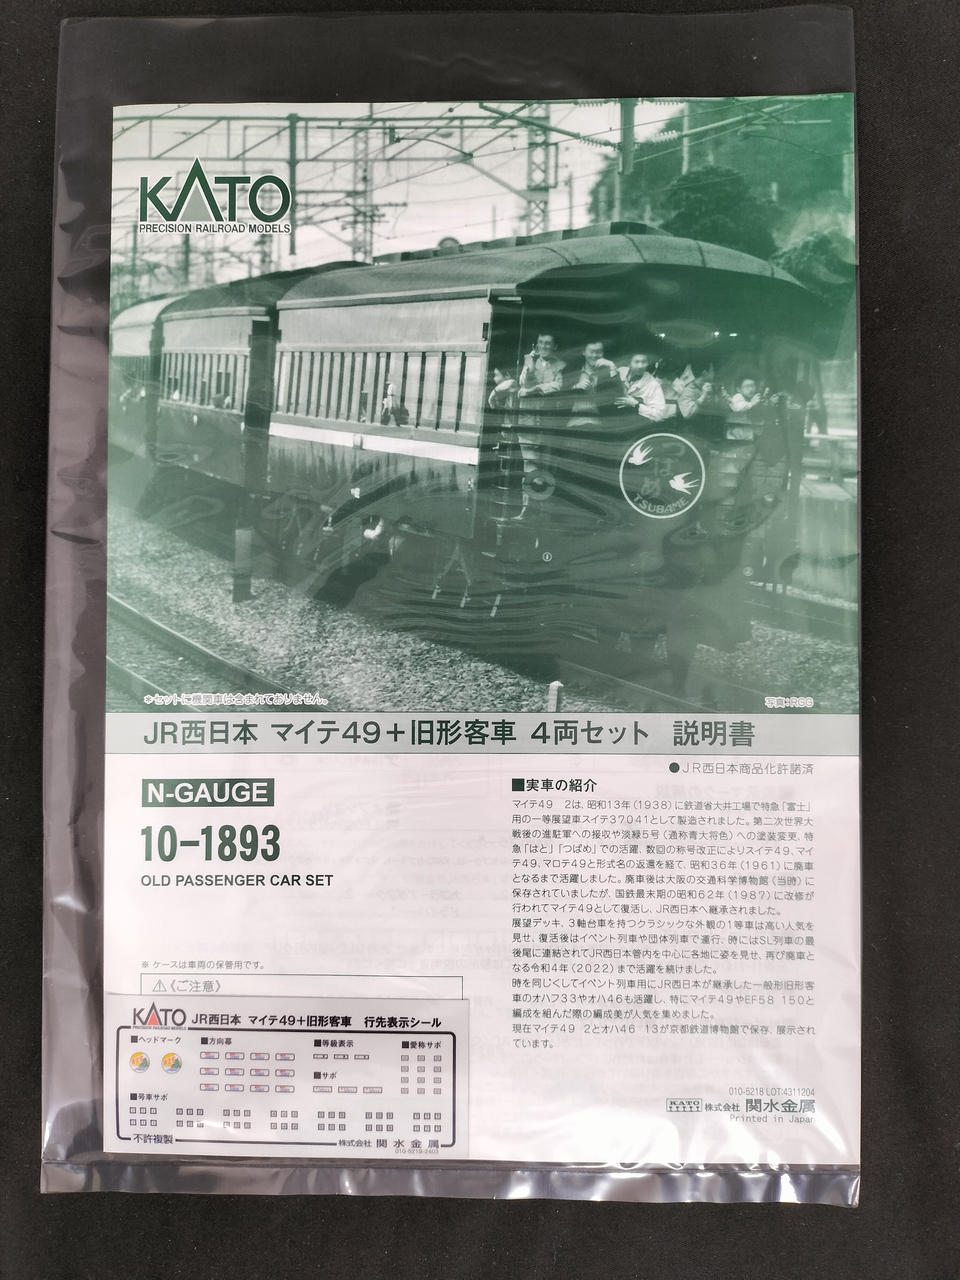 KATO
PRECISION RAILROAD MODELS
つばめ
TSUBAME
＊セットに機関車は含まれておりません。
写真:RGG
JR西日本 マイテ49＋旧形客車 4両セット 説明書
●JR西日本商品化許諾済
N-GAUGE
10-1893
OLD PASSENGER CAR SET
※ ケースは車両の保管用です。
⚠《ご注意》
■実車の紹介
マイテ49 2は、昭和13年(1938)に鉄道省大井工場で特急「富士」
用の一等展望車スイテ37041として製造されました。第二次世界大
戦後の進駐軍への接収や淡緑5号(通称青大将色)への塗装変更、特
急「はと」「つばめ」での活躍、数回の称号改正によりスイテ49、マイ
テ49、マロテ49と形式名の返還を経て、昭和36年(1961)に廃車
となるまで活躍しました。廃車後は大阪の交通科学博物館(当時)に
保存されていましたが、国鉄最末期の昭和62年(1987)に改修が
行われてマイテ49として復活し、JR西日本へ継承されました。
展望デッキ、3軸台車を持つクラシックな外観の1等車は高い人気を
見せ、復活後はイベント列車や団体列車で運行、時にはSL列車の最
後尾に連結されてJR西日本管内を中心に各地に姿を見せ、再び廃車と
なる令和4年(2022)まで活躍を続けました。
時を同じくしてイベント列車用にJR西日本が継承した一般形旧形客
車のオハフ33やオハ46も活躍し、特にマイテ49やEF58 150と
編成を組んだ際の編成美が人気を集めました。
現在マイテ49 2とオハ46 13が京都鉄道博物館で保存、展示され
ています。
010-5218 LOT:4311204
KATO 株式会社 関水金属
Printed in Japan
KATO
PRECISION RAILROAD MODELS
JR西日本 マイテ49＋旧形客車 行先表示シール
■ヘッドマーク
■方向幕
■等級表示
■愛称サボ
■サボ
■号車サボ
不許複製
株式会社 関水金属
010-5218-2403